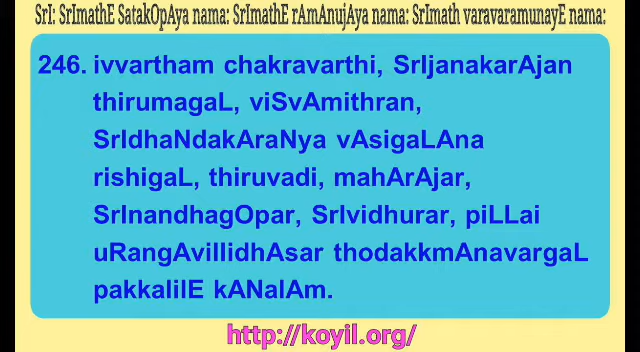 SrI: SrImathE SatakOpAya nama: SrImathE rAmAnujAya nama: SrImath varavaramunayE nama:
246. ivvartham chakravarthi, SrIjanakarAjan
thirumagaL, viSvAmithran,
SrIdhaNdakAraNya vAsigaLAna
rishigaL, thiruvadi, mahArAjar,
SrInandhagOpar, SrIvidhurar, piLLai
uRangAvillidhAsar thodakkmAnavargaL
pakkalilE kANalAm.
http://koyil.org/